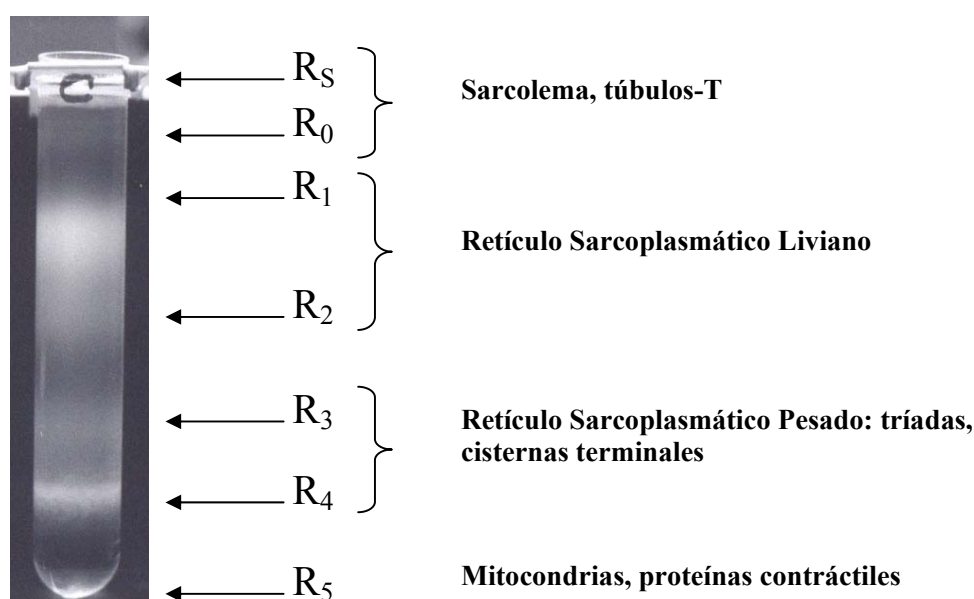 C
R_S
R_0
Sarcolema, túbulos-T
R_1
R_2
Retículo Sarcoplasmático Liviano
R_3
R_4
Retículo Sarcoplasmático Pesado: tríadas,
cisternas terminales
R_5
Mitocondrias, proteínas contráctiles